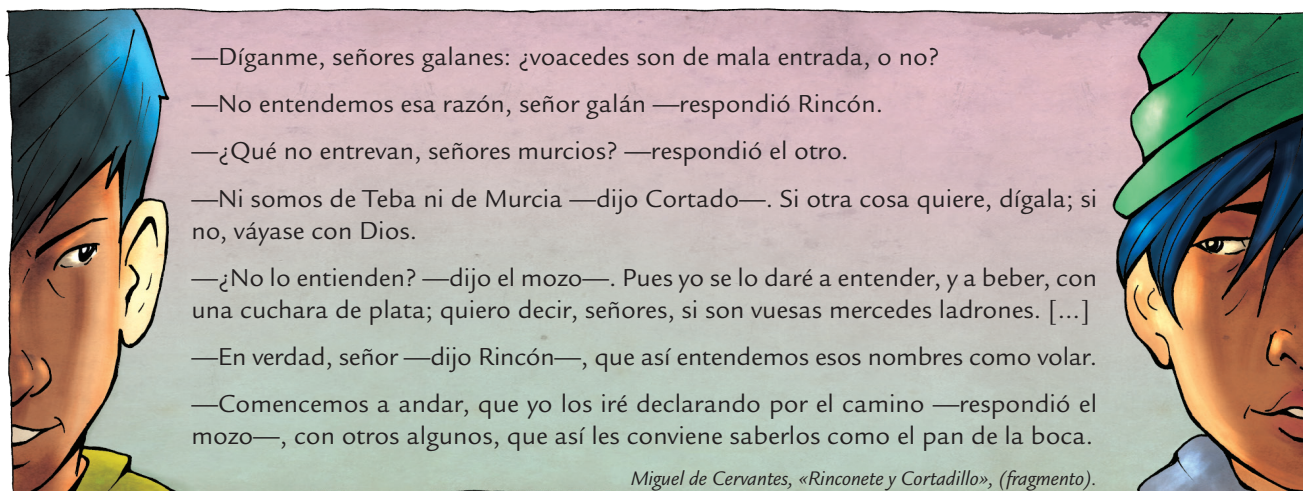 —Díganme, señores galanes: ¿voacedes son de mala entrada, o no?
—No entendemos esa razón, señor galán —respondió Rincón.
—¿Qué no entrevan, señores murcios? —respondió el otro.
—Ni somos de Teba ni de Murcia —dijo Cortado—. Si otra cosa quiere, dígala; si
no, váyase con Dios.
—¿No lo entienden? —dijo el mozo—. Pues yo se lo daré a entender, y a beber, con
una cuchara de plata; quiero decir, señores, si son vuesas mercedes ladrones. [...]
—En verdad, señor —dijo Rincón—, que así entendemos esos nombres como volar.
—Comencemos a andar, que yo los iré declarando por el camino —respondió el
mozo—, con otros algunos, que así les conviene saberlos como el pan de la boca.
Miguel de Cervantes, «Rinconete y Cortadillo», (fragmento).